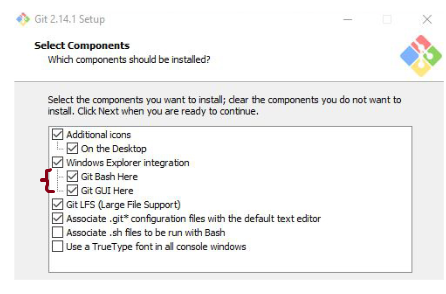 Git 2.14.1 Setup
Select Components
Which components should be installed?
Select the components you want to install; clear the components you do not want to
install. Click Next when you are ready to continue.
Additional icons
On the Desktop
Windows Explorer integration
Git Bash Here
Git GUI Here
Git LFS (Large File Support)
Associate .git* configuration files with the default text editor
Associate .sh files to be run with Bash
Use a TrueType font in all console windows